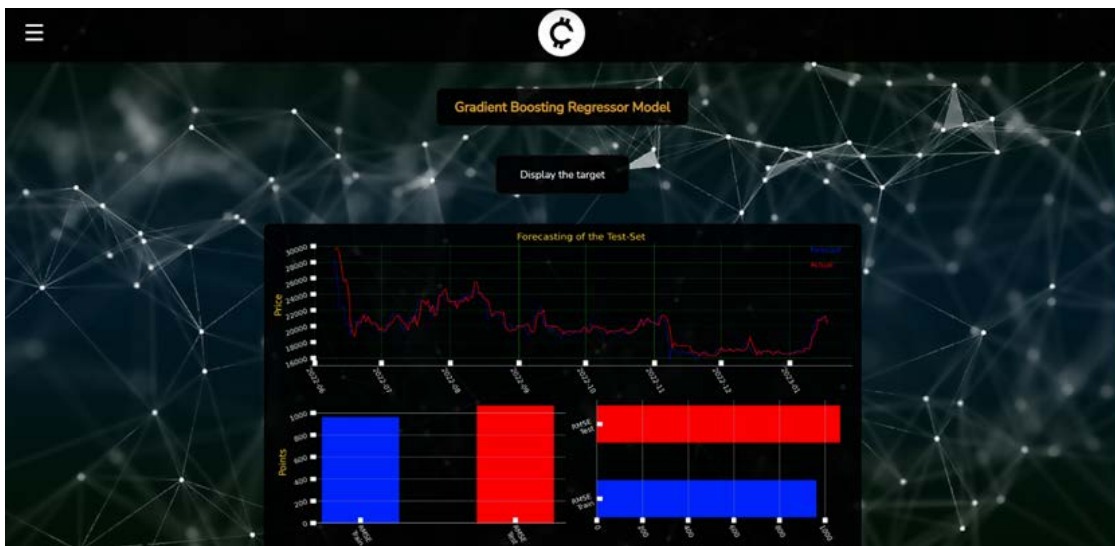 Gradient Boosting Regressor Model
Display the target
Forecasting of the Test-Set
Forecast
Actual
Price
30000
28000
26000
24000
22000
20000
18000
16000
2022-06
2022-07
2022-08
2022-09
2022-10
2022-11
2022-12
2023-01
Points
1000
800
600
400
200
0
RMSE
Train
RMSE
Test
RMSE
Test
RMSE
Train
0
200
400
600
800
1000